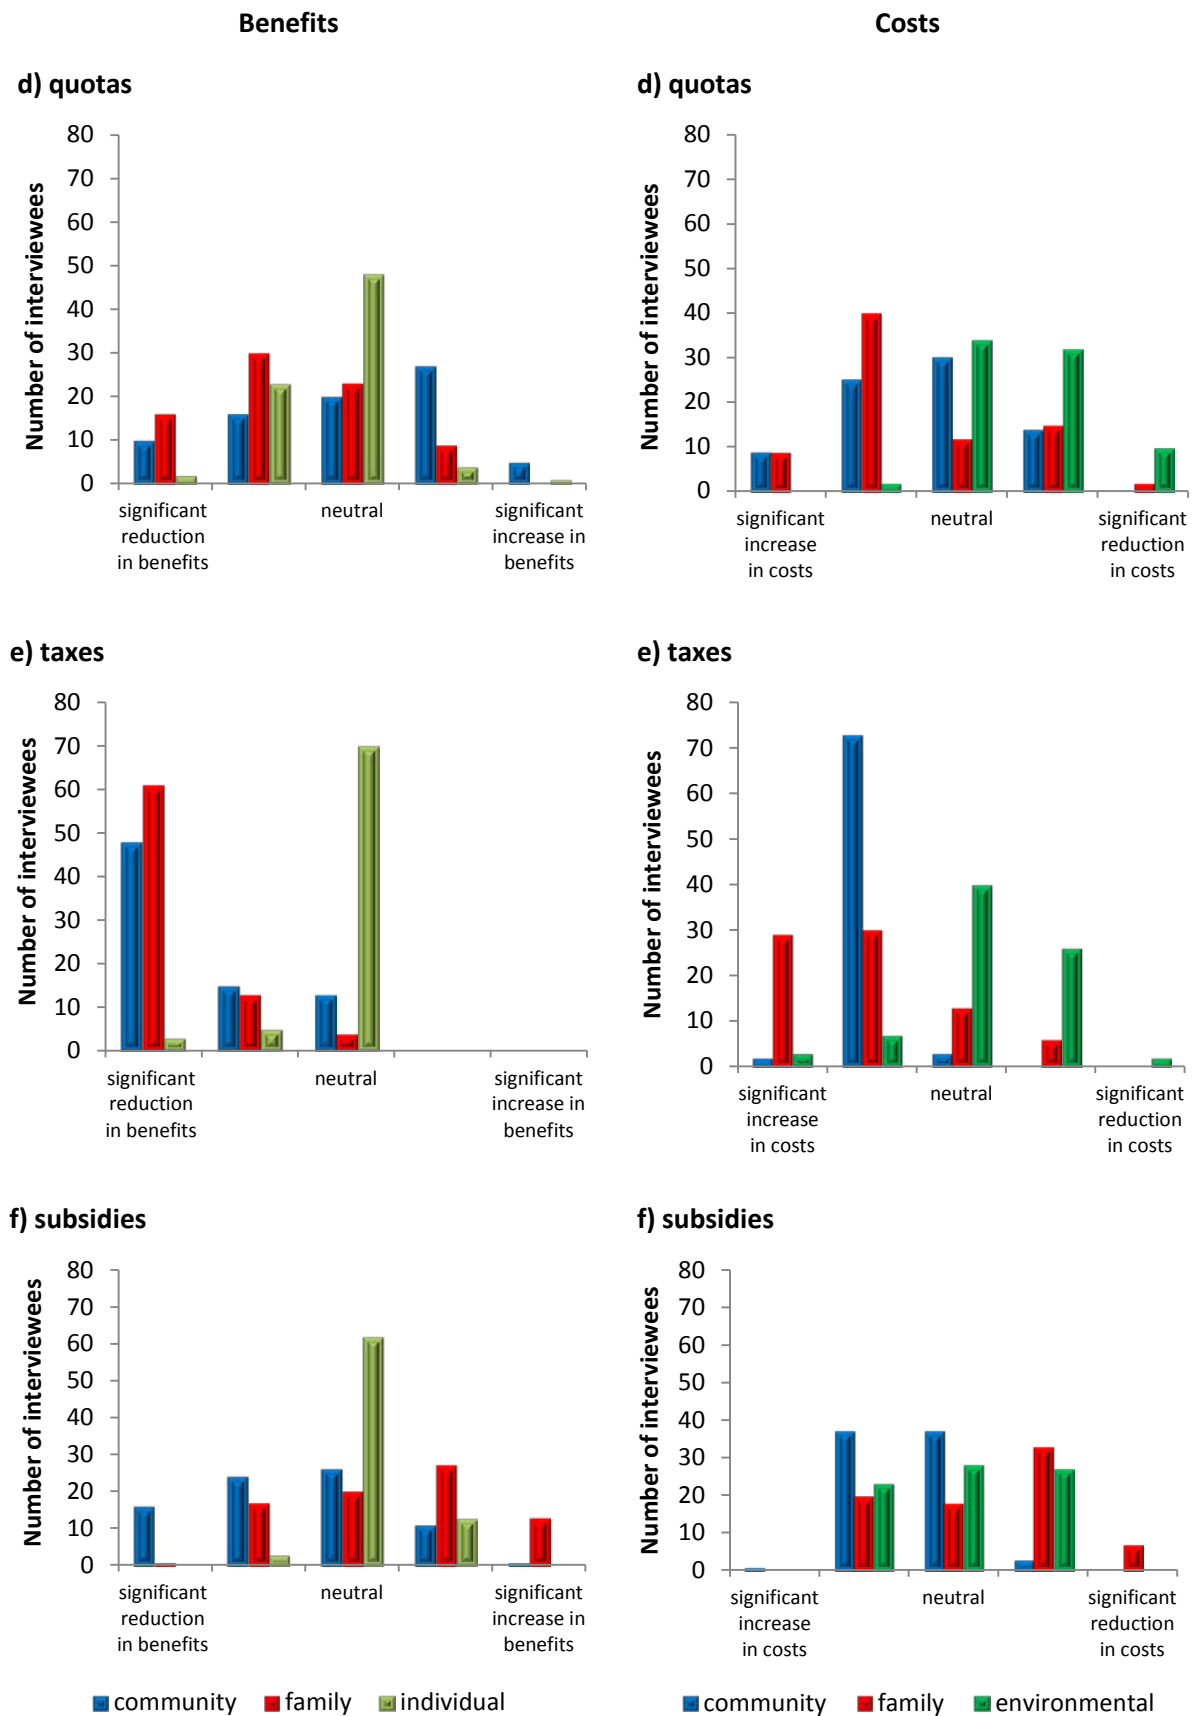 Benefits
Costs
d) quotas
d) quotas
Number of interviewees
80
70
60
50
40
30
20
10
0
significant
reduction
in benefits
neutral
significant
increase in
benefits
Number of interviewees
80
70
60
50
40
30
20
10
0
significant
increase
in costs
neutral
significant
reduction
in costs
e) taxes
e) taxes
Number of interviewees
80
70
60
50
40
30
20
10
0
significant
reduction
in benefits
neutral
significant
increase in
benefits
Number of interviewees
80
70
60
50
40
30
20
10
0
significant
increase
in costs
neutral
significant
reduction
in costs
f) subsidies
f) subsidies
Number of interviewees
80
70
60
50
40
30
20
10
0
significant
reduction
in benefits
neutral
significant
increase in
benefits
Number of interviewees
80
70
60
50
40
30
20
10
0
significant
increase
in costs
neutral
significant
reduction
in costs
community family individual
community family environmental